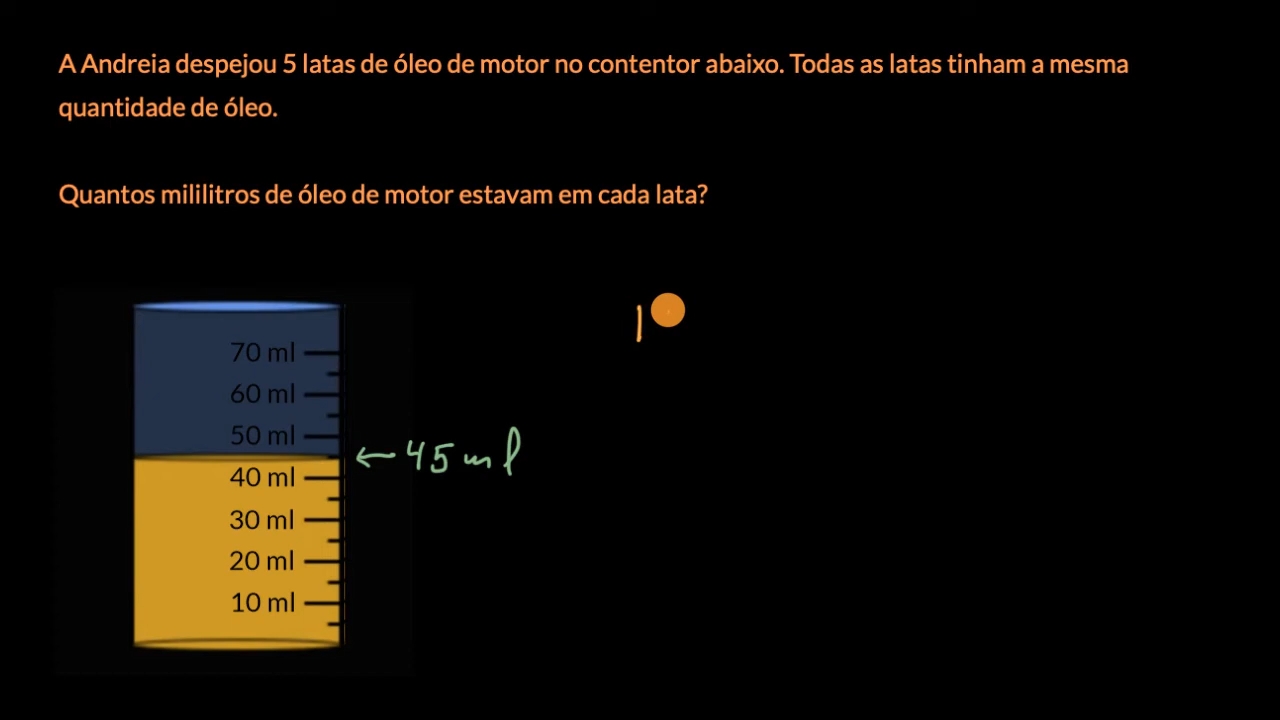 A Andreia despejou 5 latas de óleo de motor no contentor abaixo. Todas as latas tinham a mesma
quantidade de óleo.
Quantos mililitros de óleo de motor estavam em cada lata?
70 ml
60 ml
50 ml
←45 ml
40 ml
30 ml
20 ml
10 ml